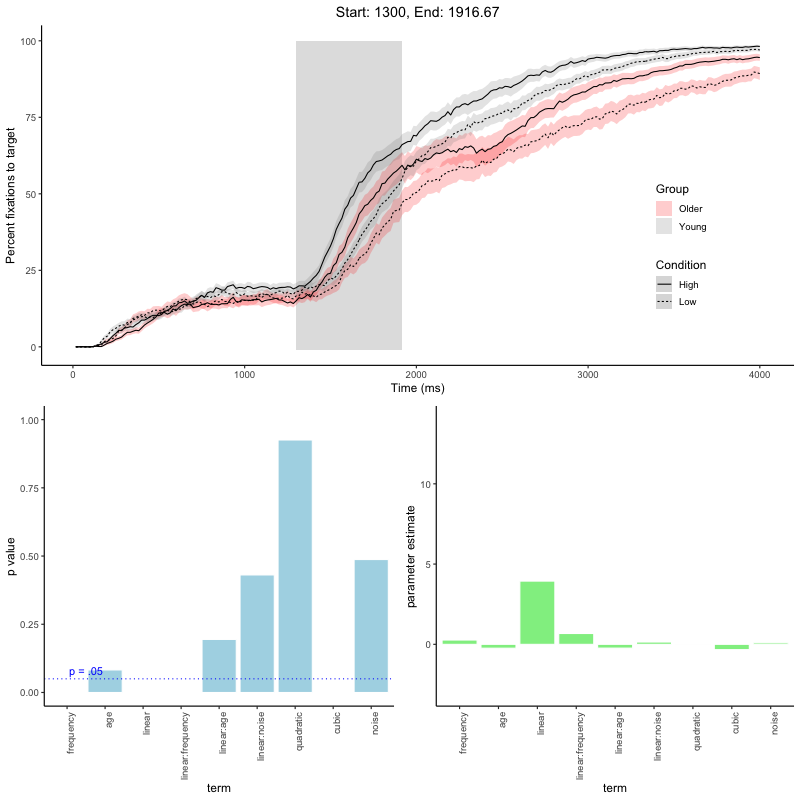 Start: 1300, End: 1916.67
Percent fixations to target
100
75
50
25
0
0
1000
2000
3000
4000
Time (ms)
Group
Older
Young
Condition
High
Low
p value
1.00
0.75
0.50
0.25
0.00
p = .05
frequency
age
linear
linear:frequency
linear:age
linear:noise
quadratic
cubic
noise
term
parameter estimate
10
5
0
frequency
age
linear
linear:frequency
linear:age
linear:noise
quadratic
cubic
noise
term